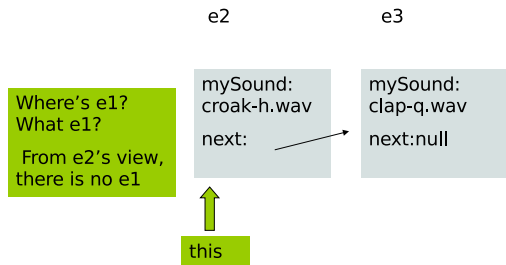 e2
e3
Where's e1?
What e1?
From e2's view,
there is no e1
mySound:
croak-h.wav
next:
mySound:
clap-q.wav
next:null
this